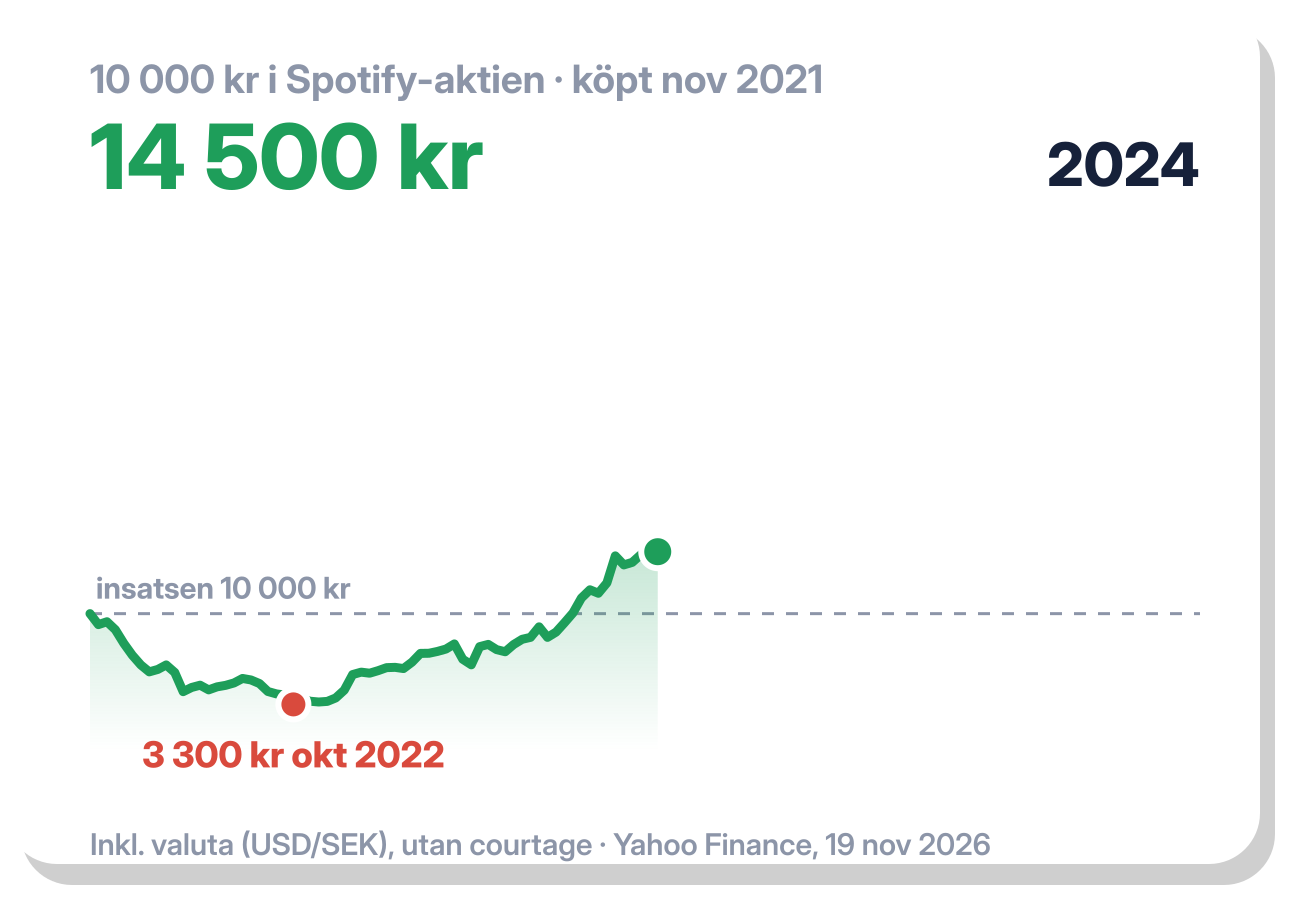 10 000 kr i Spotify-aktien · köpt nov 2021
14 500 kr
2024
insatsen 10 000 kr
3 300 kr okt 2022
Inkl. valuta (USD/SEK), utan courtage · Yahoo Finance, 19 nov 2026